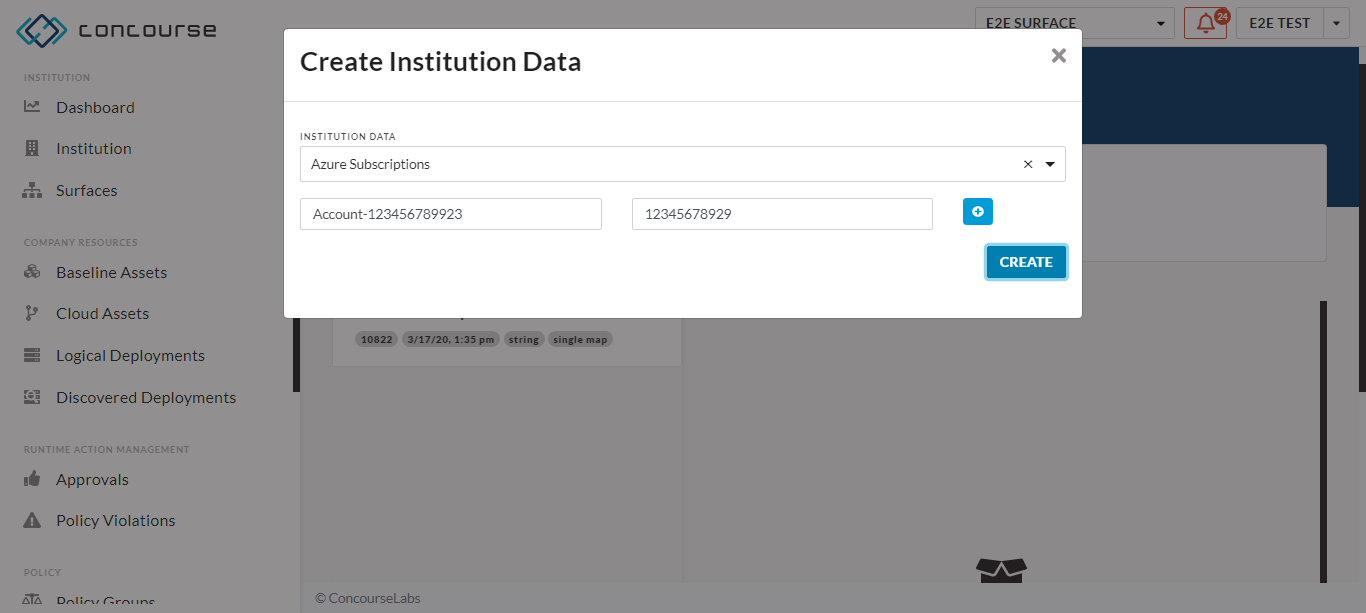 concourse
E2E SURFACE
24
E2E TEST
Create Institution Data
INSTITUTION DATA
Azure Subscriptions
Account-123456789923
12345678929
CREATE
INSTITUTION
Dashboard
Institution
Surfaces
COMPANY RESOURCES
Baseline Assets
Cloud Assets
Logical Deployments
Discovered Deployments
RUNTIME ACTION MANAGEMENT
Approvals
Policy Violations
POLICY
Policy Groups
10822 3/17/20, 1:35 pm string single map
© ConcourseLabs